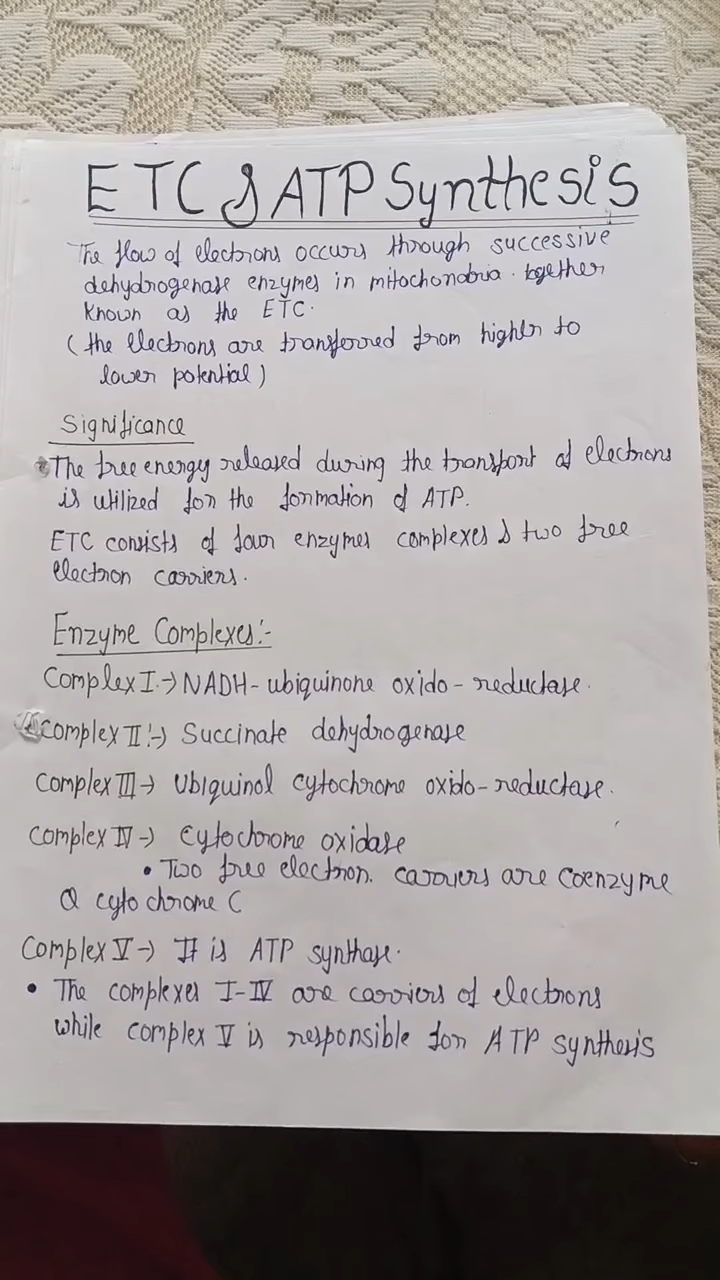 ETC & ATP Synthesis
The flow of electrons occurs through successive
dehydrogenase enzymes in mitochondria. together
known as the ETC.
(the electrons are transferred from higher to
lower potential)
Significance
The free energy released during the transport of electrons
is utilized for the formation of ATP.
ETC consists of four enzymes complexes & two free
electron carriers.
Enzyme Complexes:-
Complex I.→ NADH-ubiquinone oxido-reductase.
Complex II:→ Succinate dehydrogenase
Complex III→ Ubiquinol cytochrome oxido-reductase.
Complex IV→ Cytochrome oxidase
• Two free electron. carriers are Coenzyme
Q cytochrome C
Complex V→ It is ATP synthase.
• The complexes I-IV are carriers of electrons
while complex V is responsible for ATP synthesis